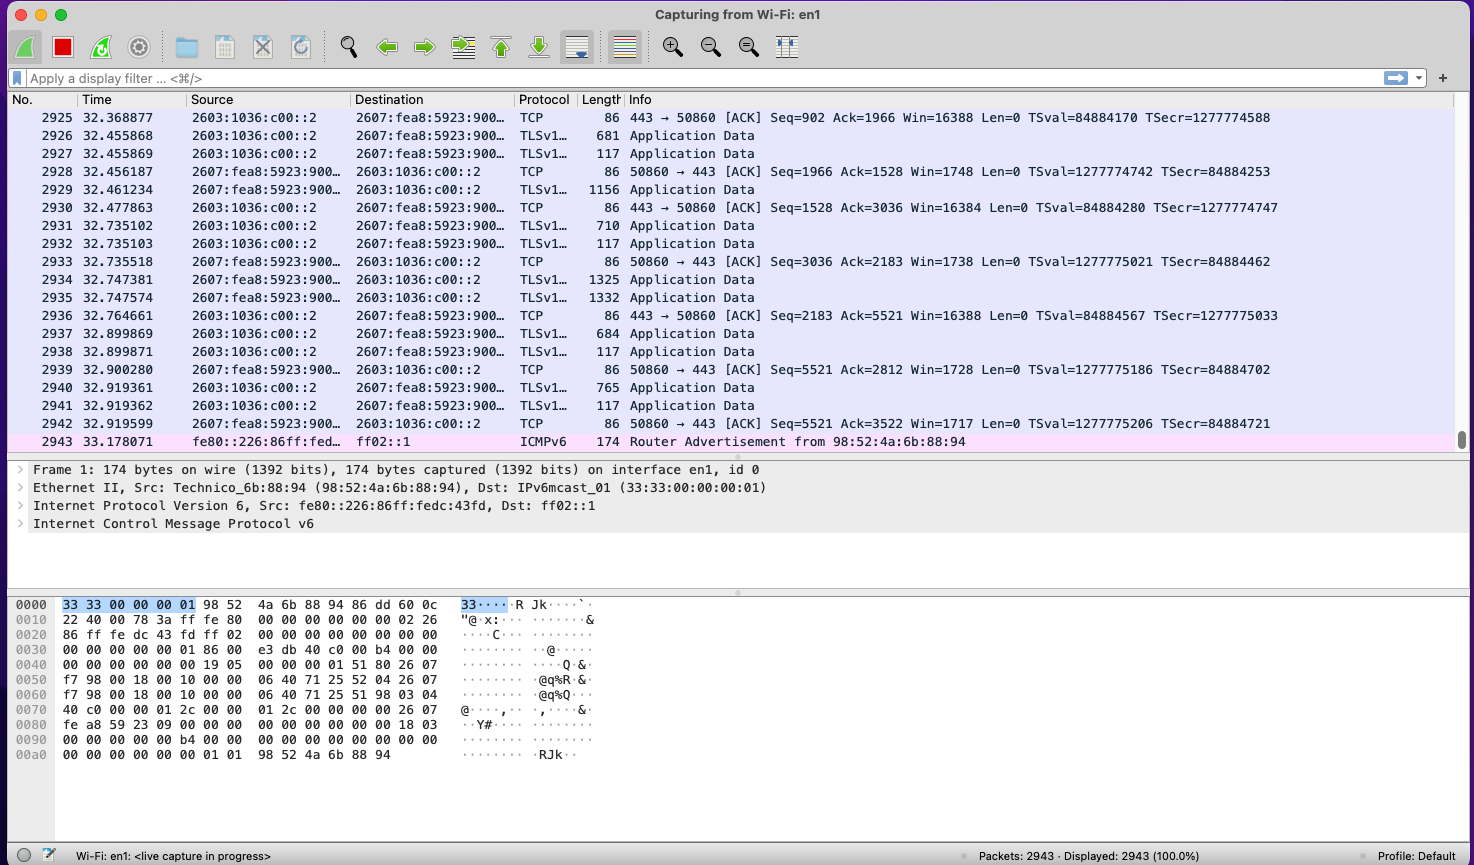 Capturing from Wi-Fi: en1
Apply a display filter ... <⌘/>
No. Time Source Destination Protocol Length Info
2925 32.368877 2603:1036:c00::2 2607:fea8:5923:900… TCP 86 443 → 50860 [ACK] Seq=902 Ack=1966 Win=16388 Len=0 TSval=84884170 TSecr=1277774588
2926 32.455868 2603:1036:c00::2 2607:fea8:5923:900… TLSv1… 681 Application Data
2927 32.455869 2603:1036:c00::2 2607:fea8:5923:900… TLSv1… 117 Application Data
2928 32.456187 2607:fea8:5923:900… 2603:1036:c00::2 TCP 86 50860 → 443 [ACK] Seq=1966 Ack=1528 Win=1748 Len=0 TSval=1277774742 TSecr=84884253
2929 32.461234 2607:fea8:5923:900… 2603:1036:c00::2 TLSv1… 1156 Application Data
2930 32.477863 2603:1036:c00::2 2607:fea8:5923:900… TCP 86 443 → 50860 [ACK] Seq=1528 Ack=3036 Win=16384 Len=0 TSval=84884280 TSecr=1277774747
2931 32.735102 2603:1036:c00::2 2607:fea8:5923:900… TLSv1… 710 Application Data
2932 32.735103 2603:1036:c00::2 2607:fea8:5923:900… TLSv1… 117 Application Data
2933 32.735518 2607:fea8:5923:900… 2603:1036:c00::2 TCP 86 50860 → 443 [ACK] Seq=3036 Ack=2183 Win=1738 Len=0 TSval=1277775021 TSecr=84884462
2934 32.747381 2607:fea8:5923:900… 2603:1036:c00::2 TLSv1… 1325 Application Data
2935 32.747574 2607:fea8:5923:900… 2603:1036:c00::2 TLSv1… 1332 Application Data
2936 32.764661 2603:1036:c00::2 2607:fea8:5923:900… TCP 86 443 → 50860 [ACK] Seq=2183 Ack=5521 Win=16388 Len=0 TSval=84884567 TSecr=1277775033
2937 32.899869 2603:1036:c00::2 2607:fea8:5923:900… TLSv1… 684 Application Data
2938 32.899871 2603:1036:c00::2 2607:fea8:5923:900… TLSv1… 117 Application Data
2939 32.900280 2607:fea8:5923:900… 2603:1036:c00::2 TCP 86 50860 → 443 [ACK] Seq=5521 Ack=2812 Win=1728 Len=0 TSval=1277775186 TSecr=84884702
2940 32.919361 2603:1036:c00::2 2607:fea8:5923:900… TLSv1… 765 Application Data
2941 32.919362 2603:1036:c00::2 2607:fea8:5923:900… TLSv1… 117 Application Data
2942 32.919599 2607:fea8:5923:900… 2603:1036:c00::2 TCP 86 50860 → 443 [ACK] Seq=5521 Ack=3522 Win=1717 Len=0 TSval=1277775206 TSecr=84884721
2943 33.178071 fe80::226:86ff:fed… ff02::1 ICMPv6 174 Router Advertisement from 98:52:4a:6b:88:94
Frame 1: 174 bytes on wire (1392 bits), 174 bytes captured (1392 bits) on interface en1, id 0
Ethernet II, Src: Technico_6b:88:94 (98:52:4a:6b:88:94), Dst: IPv6mcast_01 (33:33:00:00:00:01)
Internet Protocol Version 6, Src: fe80::226:86ff:fedc:43fd, Dst: ff02::1
Internet Control Message Protocol v6
0000 33 33 00 00 00 01 98 52 4a 6b 88 94 86 dd 60 0c 33·····R Jk····`·
0010 22 40 00 78 3a ff fe 80 00 00 00 00 00 00 02 26 "@·x:··· ·······&
0020 86 ff fe dc 43 fd ff 02 00 00 00 00 00 00 00 00 ····C··· ········
0030 00 00 00 00 00 01 86 00 e3 db 40 c0 00 b4 00 00 ········ ··@·····
0040 00 00 00 00 00 00 19 05 00 00 00 01 51 80 26 07 ········ ····Q·&·
0050 f7 98 00 18 00 10 00 00 06 40 71 25 52 04 26 07 ········ ·@q%R·&·
0060 f7 98 00 18 00 10 00 00 06 40 71 25 51 98 03 04 ········ ·@q%Q···
0070 40 c0 00 00 01 2c 00 00 01 2c 00 00 00 00 26 07 @····,·· ·,····&·
0080 fe a8 59 23 09 00 00 00 00 00 00 00 00 00 18 03 ··Y#···· ········
0090 00 00 00 00 00 b4 00 00 00 00 00 00 00 00 00 00 ········ ········
00a0 00 00 00 00 00 00 01 01 98 52 4a 6b 88 94 ········ ·RJk··
Wi-Fi: en1: <live capture in progress> Packets: 2943 · Displayed: 2943 (100.0%) Profile: Default